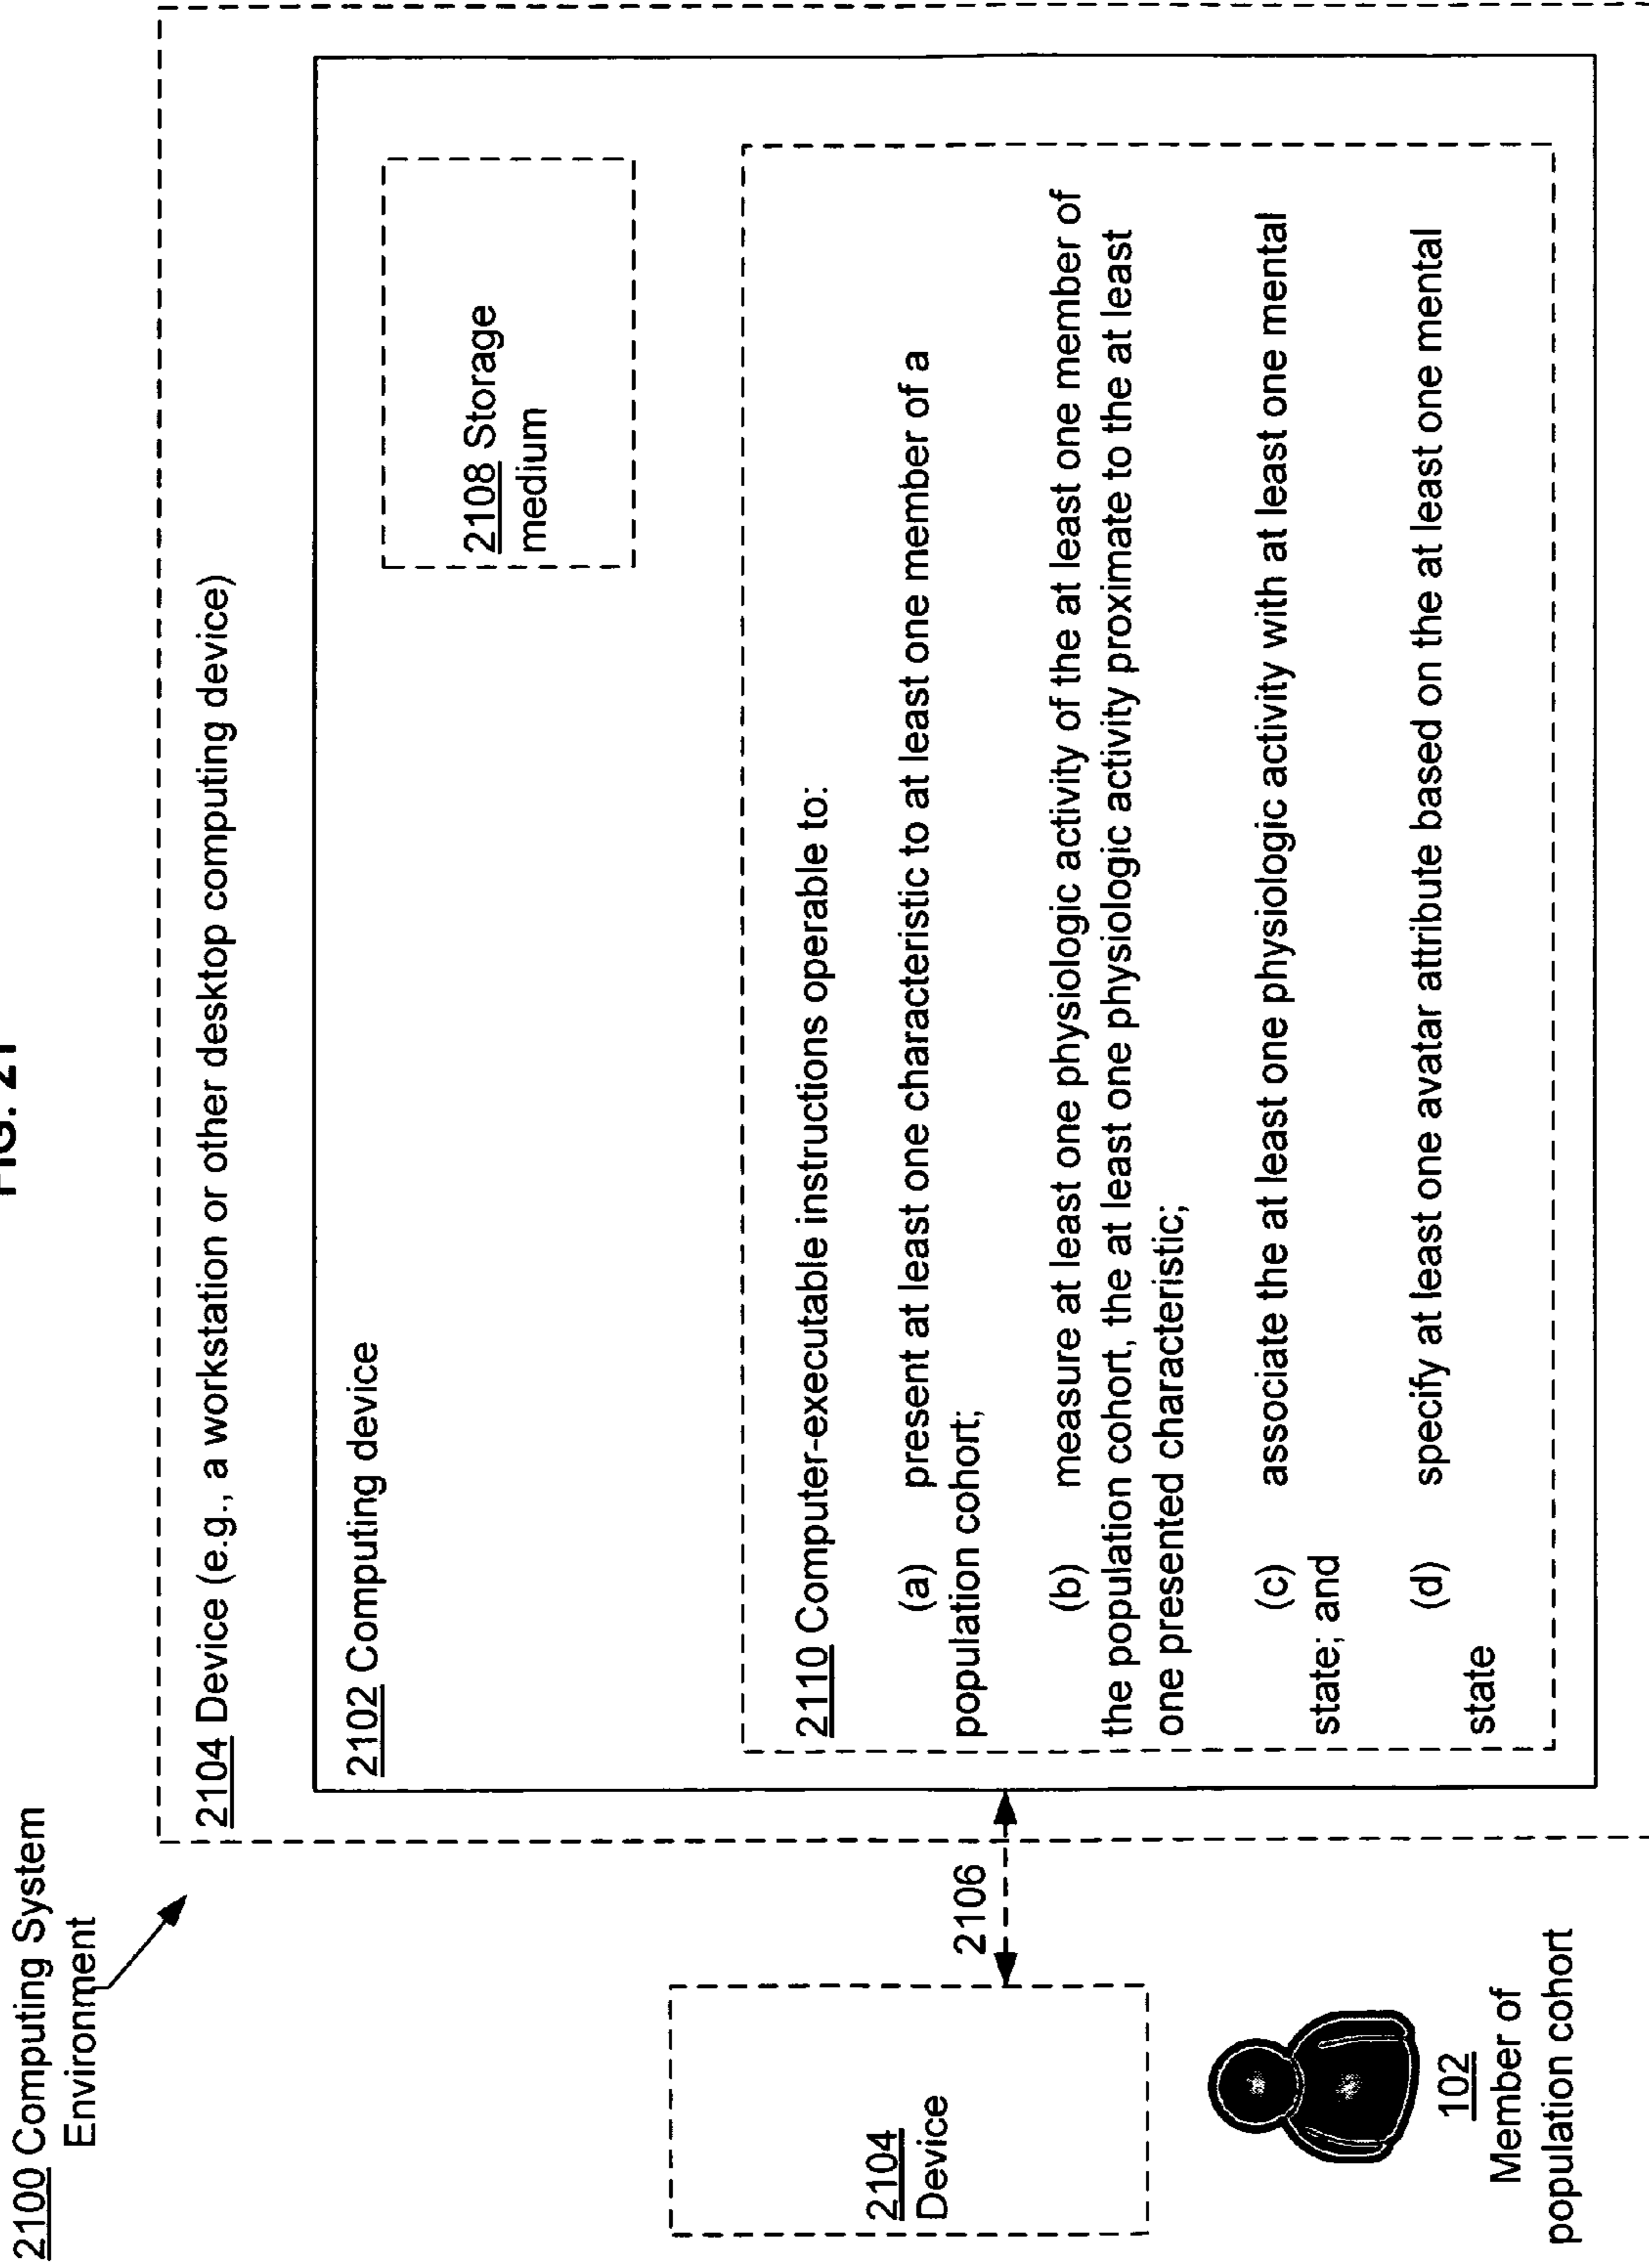 FIG. 21
2100 Computing System
Environment
2104 Device (e.g., a workstation or other desktop computing device)
2102 Computing device
2108 Storage
medium
2110 Computer-executable instructions operable to:
(a) present at least one characteristic to at least one member of a
population cohort;
(b) measure at least one physiologic activity of the at least one member of
the population cohort, the at least one physiologic activity proximate to the at least
one presented characteristic;
(c) associate the at least one physiologic activity with at least one mental
state; and
(d) specify at least one avatar attribute based on the at least one mental
state
2106
2104
Device
102
Member of
population cohort